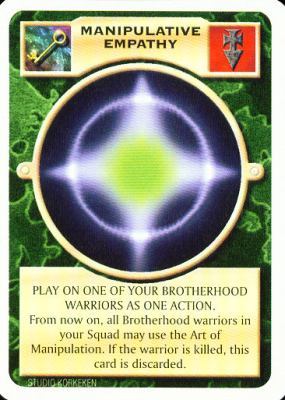 MANIPULATIVE
EMPATHY
PLAY ON ONE OF YOUR BROTHERHOOD
WARRIORS AS ONE ACTION.
From now on, all Brotherhood warriors in
your Squad may use the Art of
Manipulation. If the warrior is killed, this
card is discarded.
STUDIO KORKEKEN